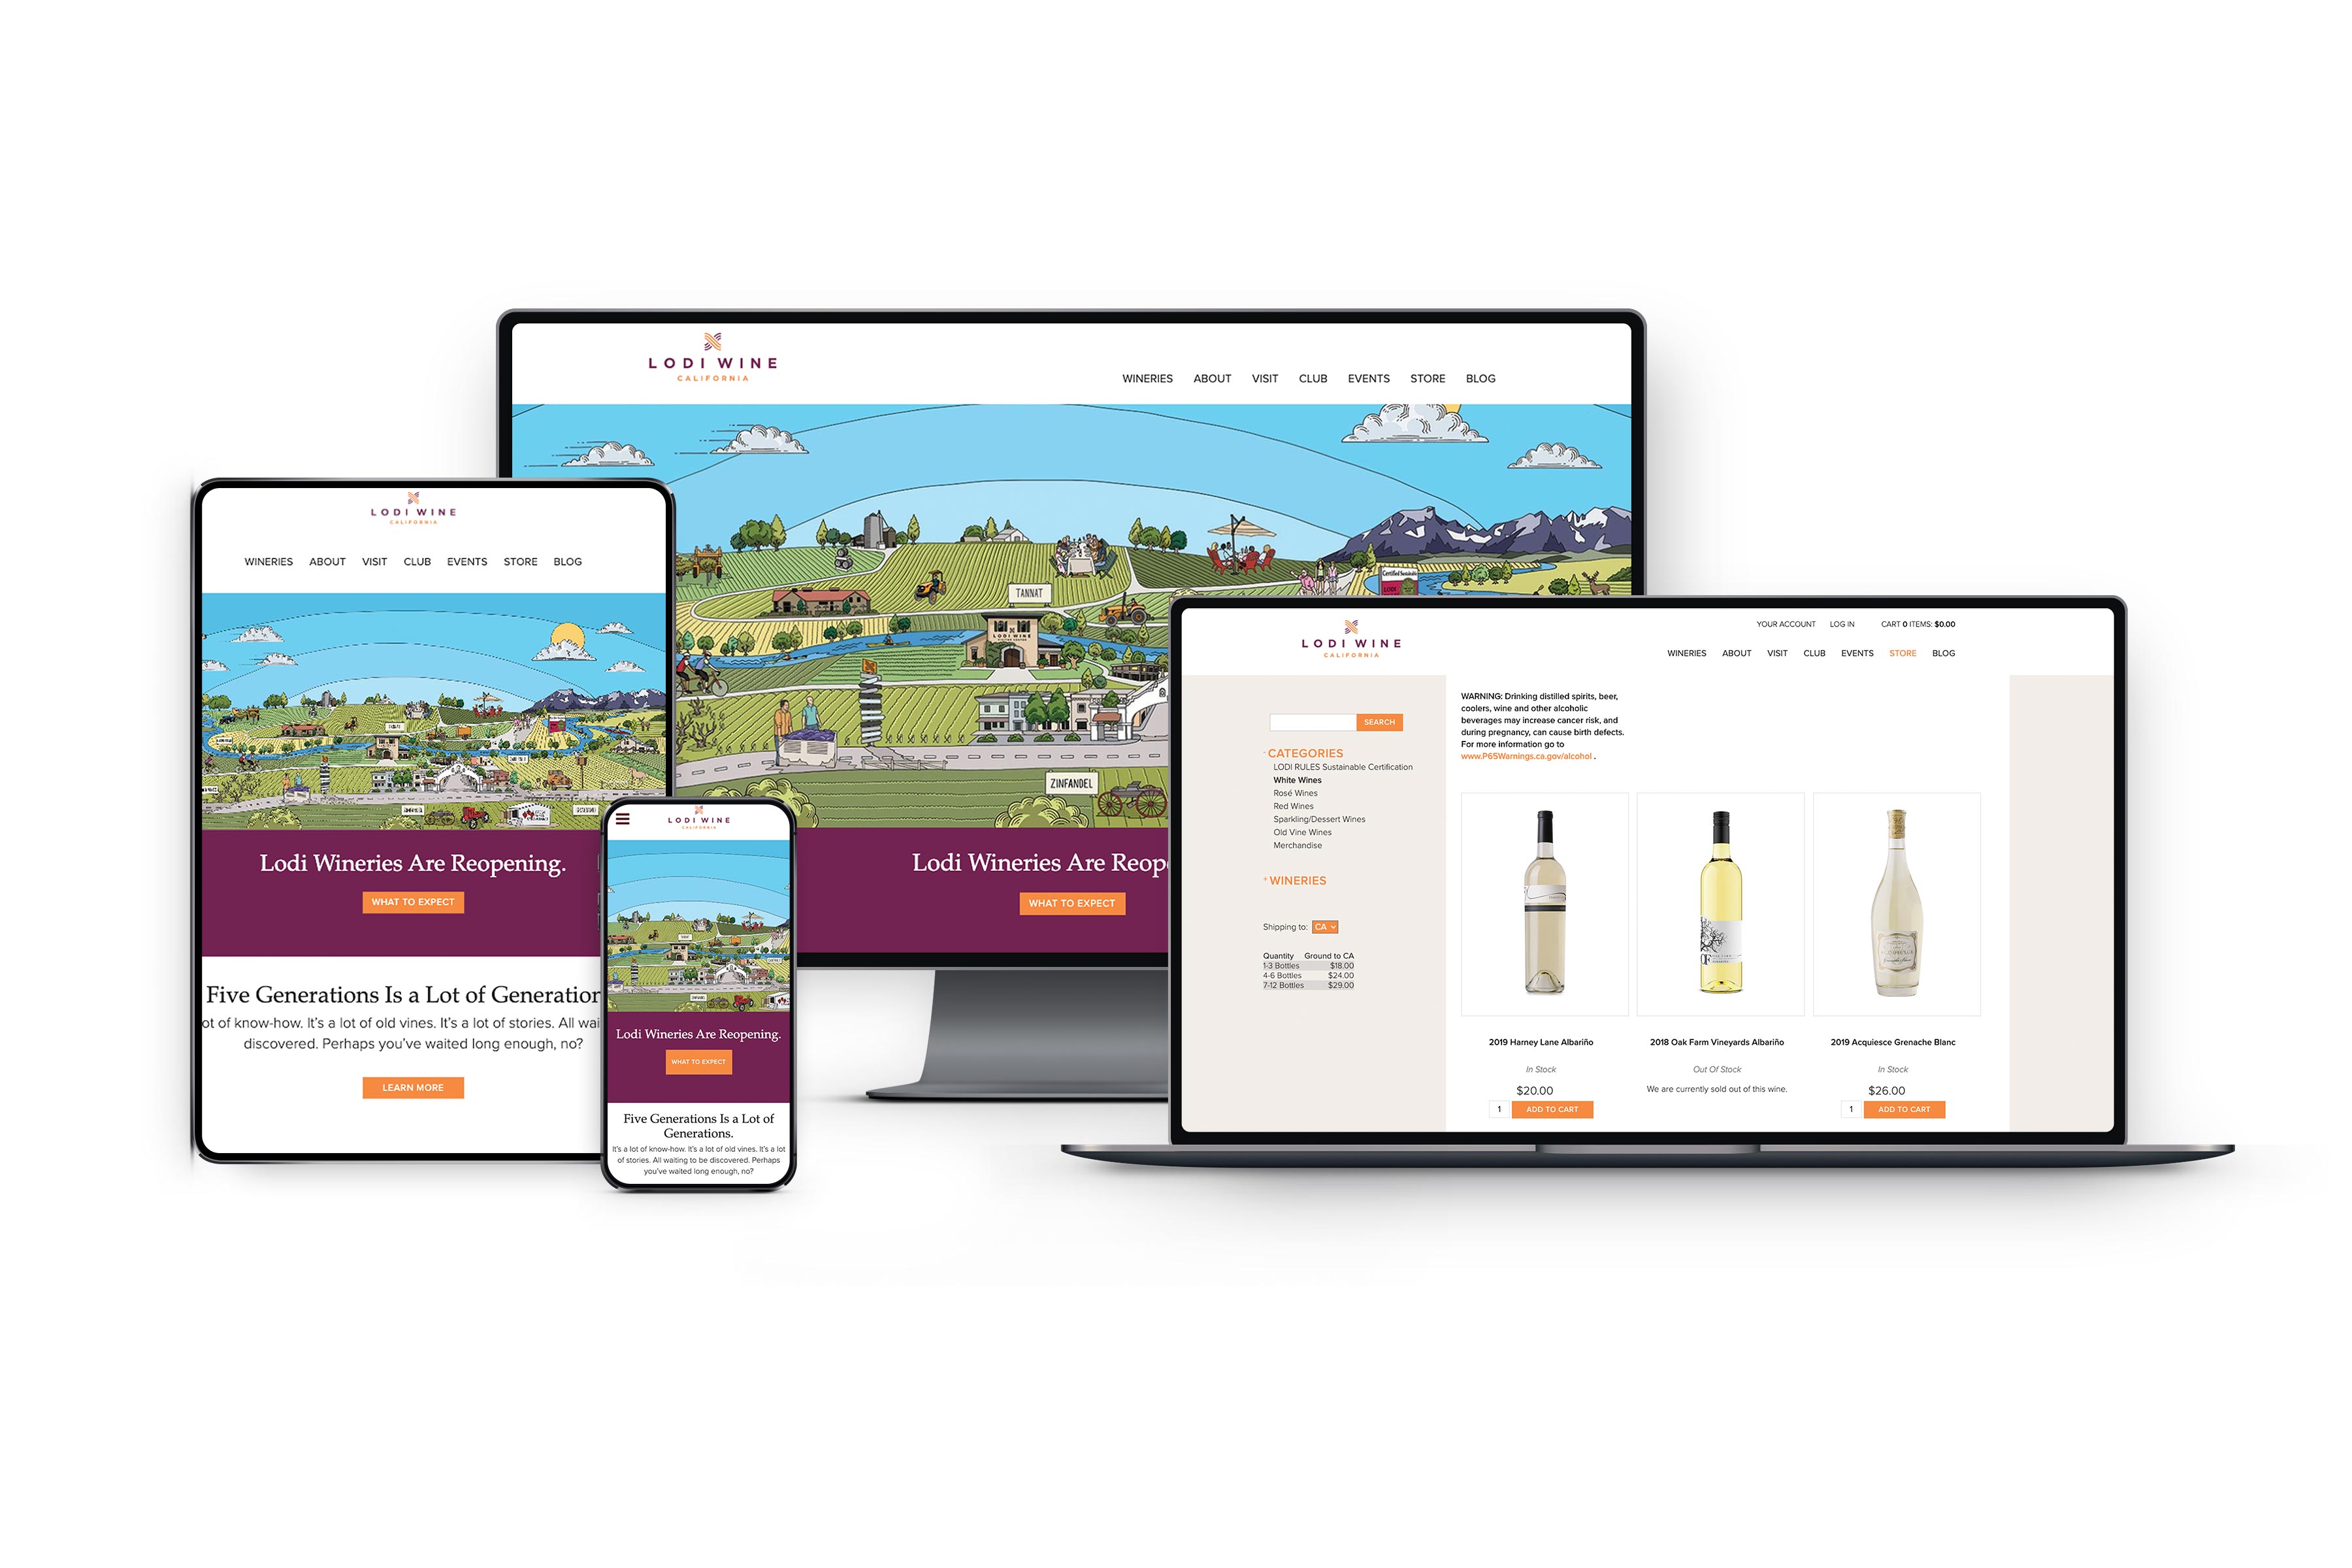 LODI WINE
CALIFORNIA
WINERIES ABOUT VISIT CLUB EVENTS STORE BLOG
TANNAT
LODI WINE
ZINFANDEL
Lodi Wineries Are Reop
WHAT TO EXPECT
LODI WINE
CALIFORNIA
WINERIES ABOUT VISIT CLUB EVENTS STORE BLOG
Lodi Wineries Are Reopening.
WHAT TO EXPECT
Five Generations Is a Lot of Generation
ot of know-how. It's a lot of old vines. It's a lot of stories. All wai
discovered. Perhaps you've waited long enough, no?
LEARN MORE
LODI WINE
CALIFORNIA
Lodi Wineries Are Reopening.
WHAT TO EXPECT
Five Generations Is a Lot of
Generations.
It's a lot of know-how. It's a lot of old vines. It's a lot
of stories. All waiting to be discovered. Perhaps
you've waited long enough, no?
LODI WINE
CALIFORNIA
YOUR ACCOUNT LOG IN CART 0 ITEMS: $0.00
WINERIES ABOUT VISIT CLUB EVENTS STORE BLOG
SEARCH
- CATEGORIES
LODI RULES Sustainable Certification
White Wines
Rosé Wines
Red Wines
Sparkling/Dessert Wines
Old Vine Wines
Merchandise
+ WINERIES
Shipping to: CA
Quantity Ground to CA
1-3 Bottles $18.00
4-6 Bottles $24.00
7-12 Bottles $29.00
WARNING: Drinking distilled spirits, beer,
coolers, wine and other alcoholic
beverages may increase cancer risk, and
during pregnancy, can cause birth defects.
For more information go to
www.P65Warnings.ca.gov/alcohol .
2019 Harney Lane Albariño
In Stock
$20.00
1 ADD TO CART
2018 Oak Farm Vineyards Albariño
Out Of Stock
We are currently sold out of this wine.
2019 Acquiesce Grenache Blanc
In Stock
$26.00
1 ADD TO CART